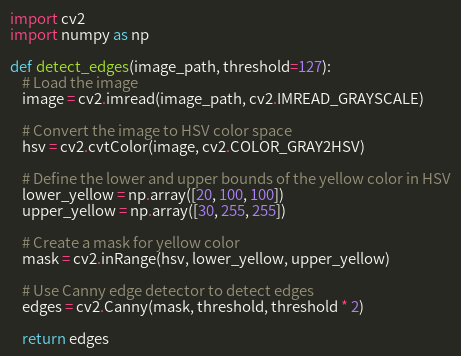 import cv2
import numpy as np
def detect_edges(image_path, threshold=127):
# Load the image
image = cv2.imread(image_path, cv2.IMREAD_GRAYSCALE)
# Convert the image to HSV color space
hsv = cv2.cvtColor(image, cv2.COLOR_GRAY2HSV)
# Define the lower and upper bounds of the yellow color in HSV
lower_yellow = np.array([20, 100, 100])
upper_yellow = np.array([30, 255, 255])
# Create a mask for yellow color
mask = cv2.inRange(hsv, lower_yellow, upper_yellow)
# Use Canny edge detector to detect edges
edges = cv2.Canny(mask, threshold, threshold * 2)
return edges